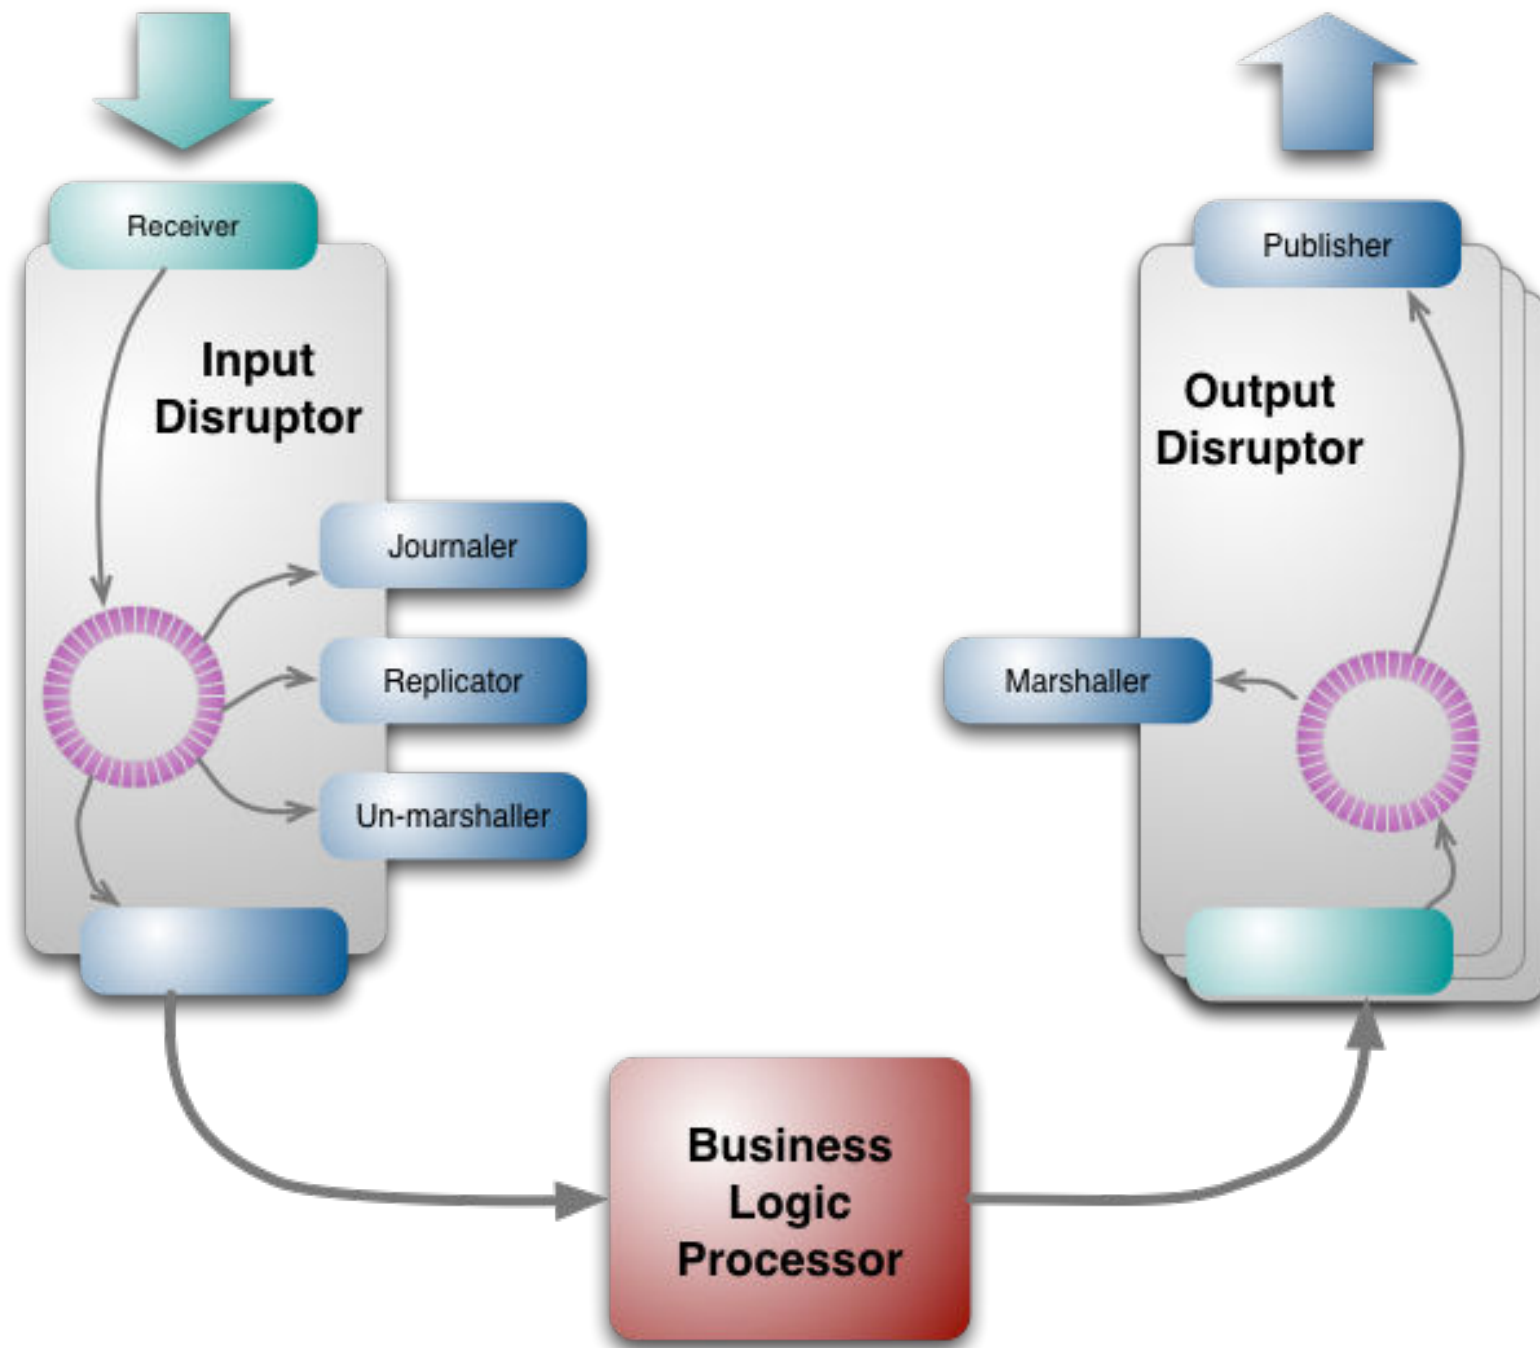 Receiver
Input
Disruptor
Journaler
Replicator
Un-marshaller
Business
Logic
Processor
Publisher
Output
Disruptor
Marshaller